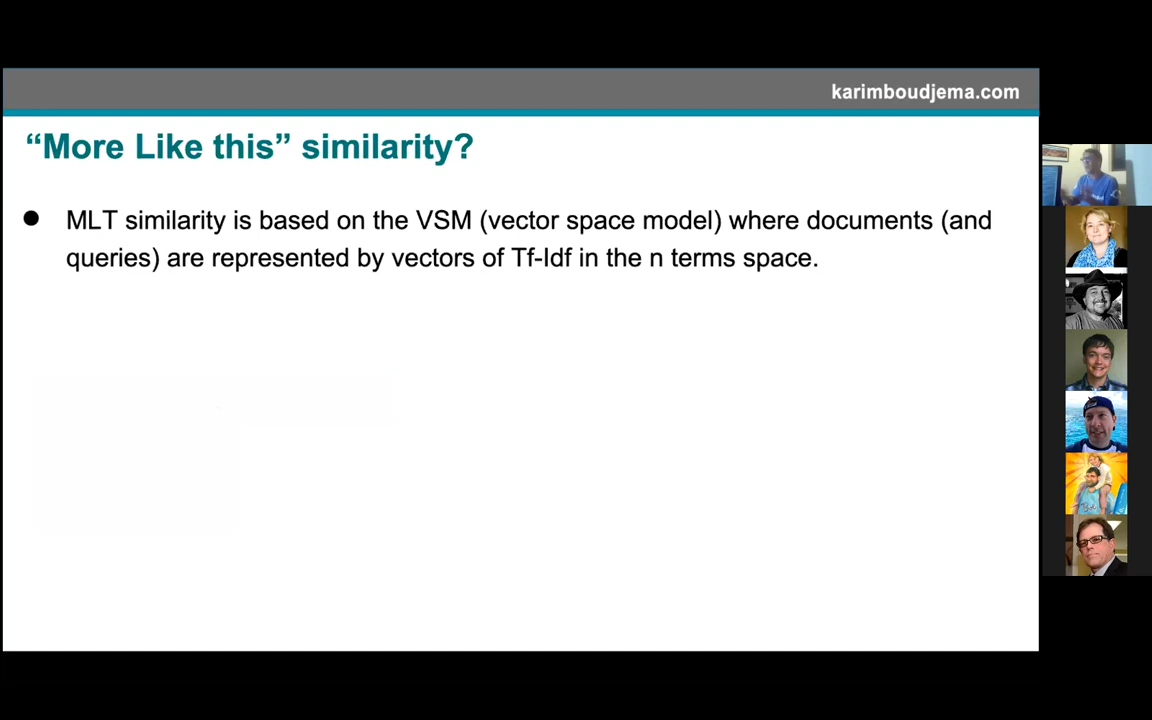 karimboudjema.com
“More Like this” similarity?
● MLT similarity is based on the VSM (vector space model) where documents (and
queries) are represented by vectors of Tf-Idf in the n terms space.